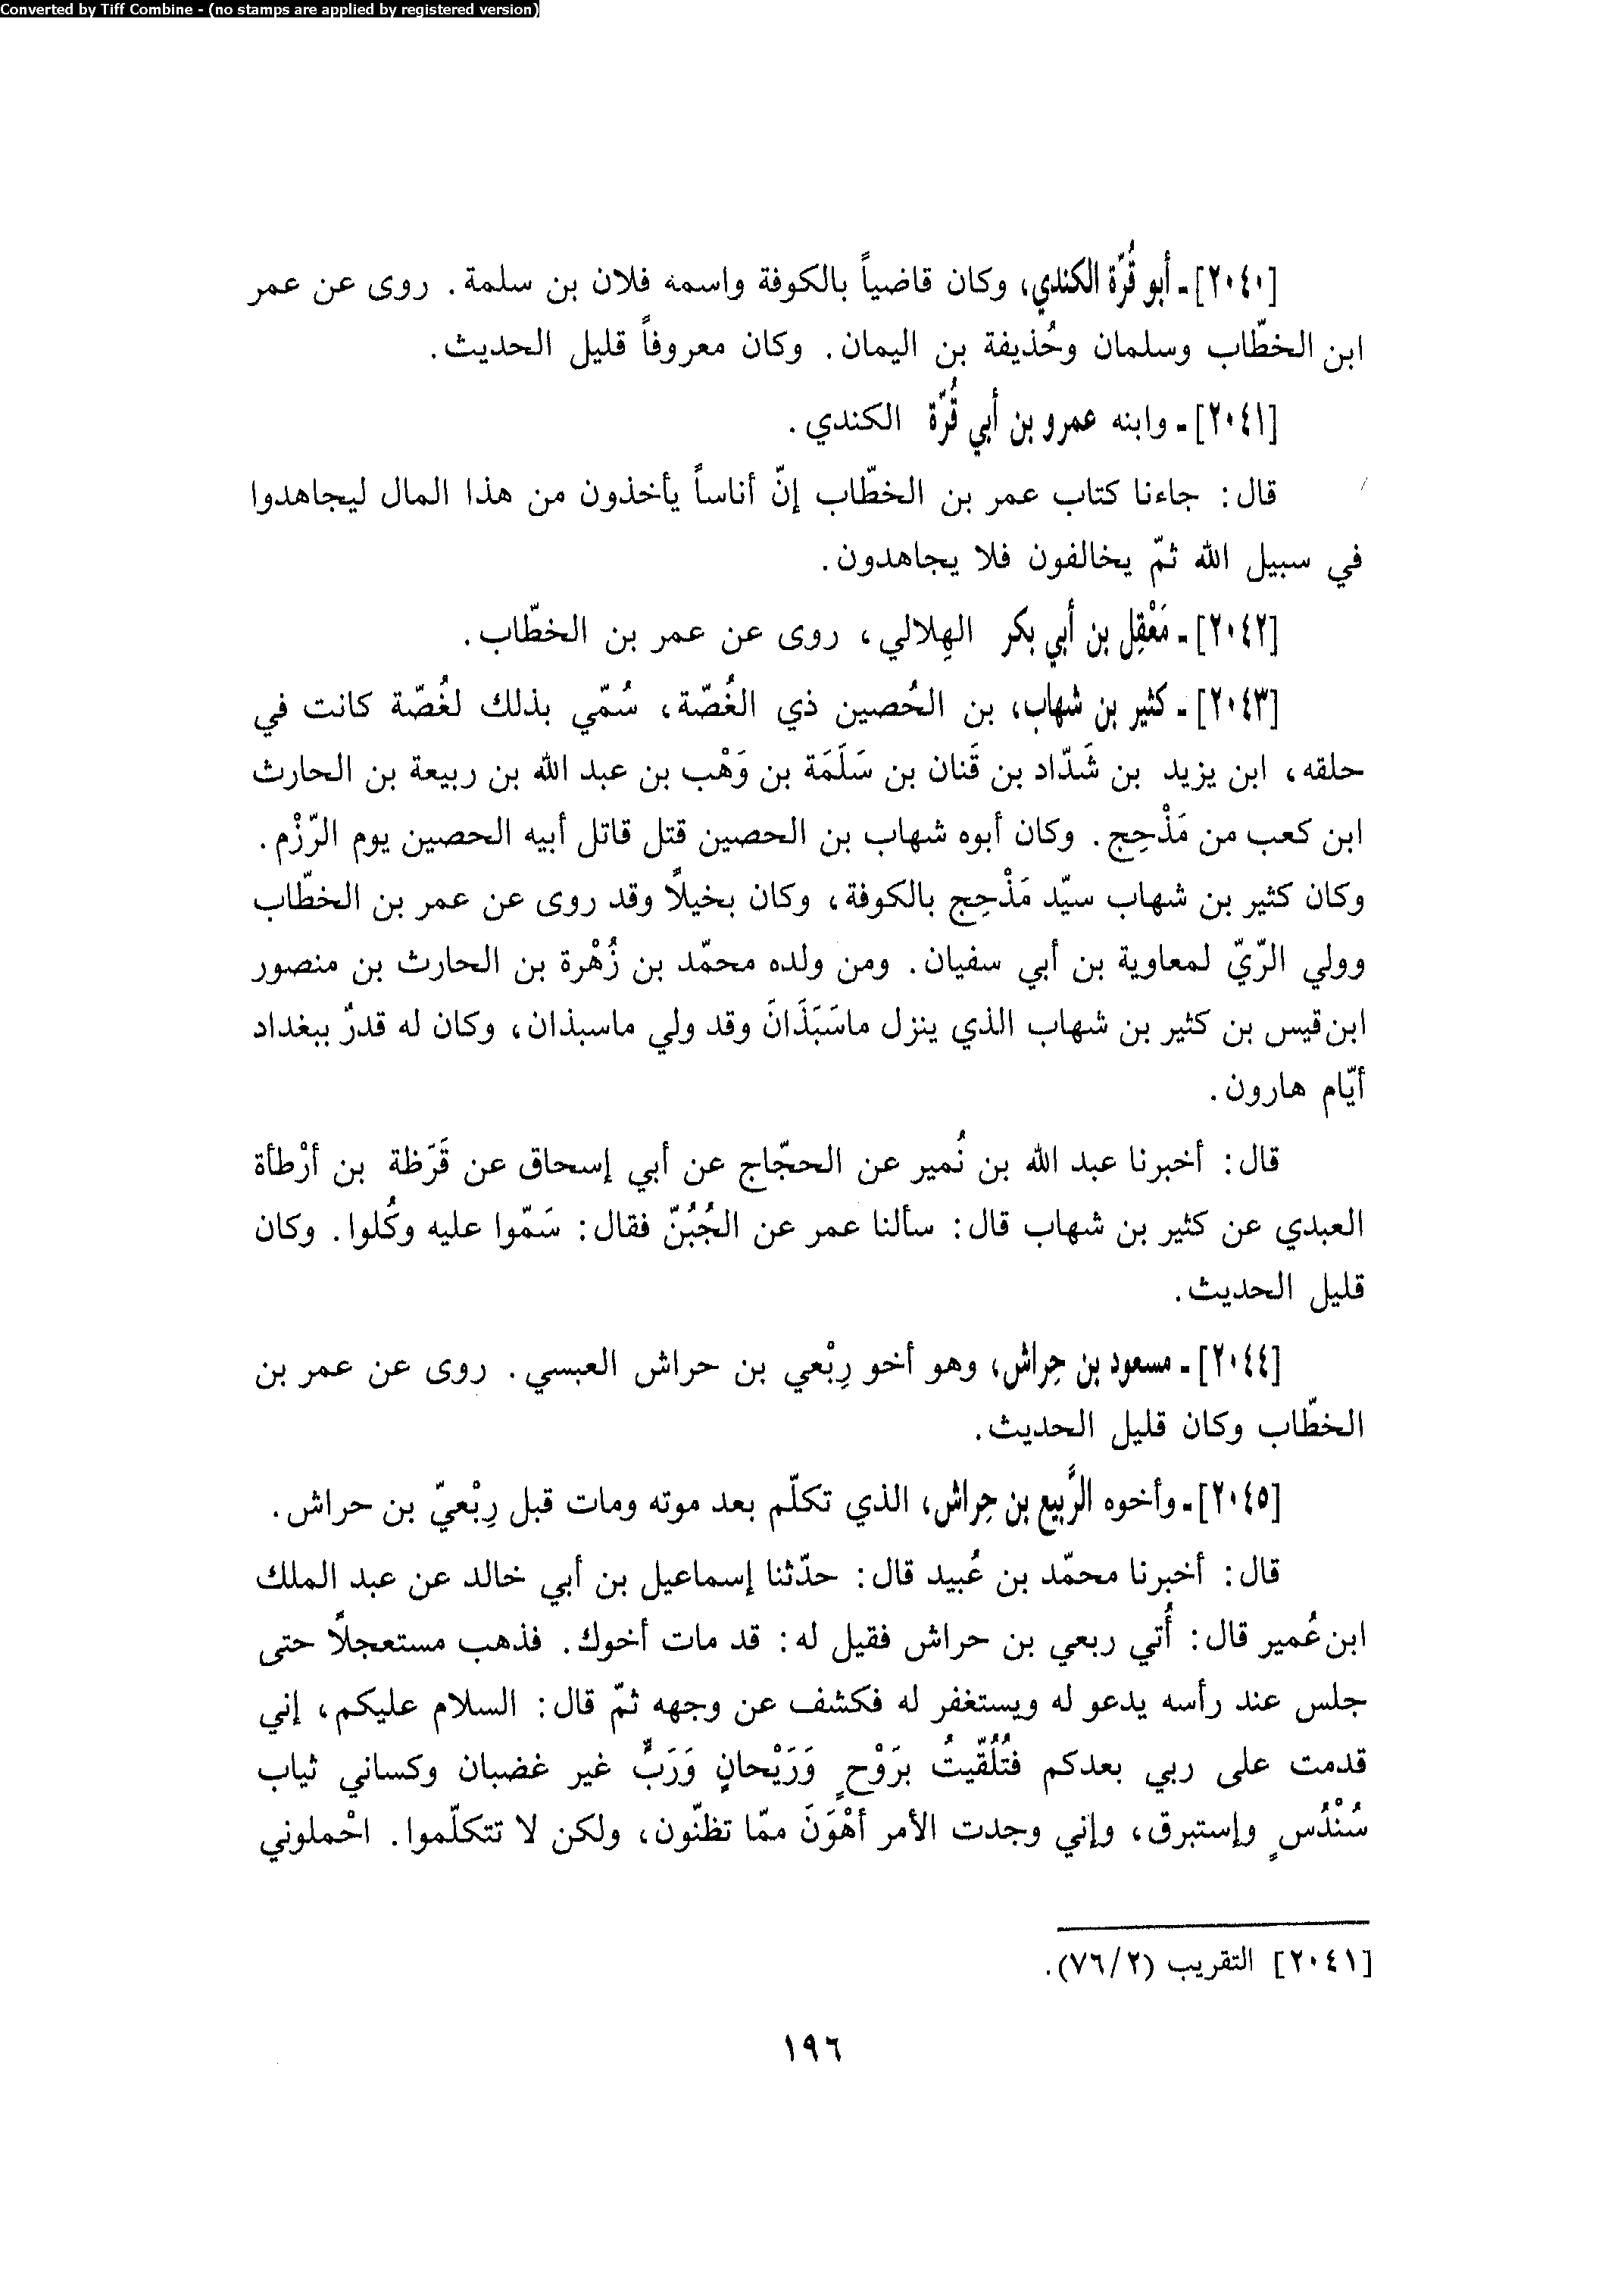 Converted by Tiff Combine - (no stamps are applied by registered version)
[٢٠٤٠] ـ أبو قُرّة الكندي، وكان قاضياً بالكوفة واسمه فلان بن سلمة. روى عن عمر
ابن الخطّاب وسلمان وحُذيفة بن اليمان. وكان معروفاً قليل الحديث.
[٢٠٤١] ـ وابنه عمرو بن أبي قُرّة الكندي.
قال: جاءنا كتاب عمر بن الخطّاب إنّ أناساً يأخذون من هذا المال ليجاهدوا
في سبيل الله ثمّ يخالفون فلا يجاهدون.
[٢٠٤٢] ـ مَعْقِل بن أبي بكر الهِلالي، روى عن عمر بن الخطّاب.
[٢٠٤٣] ـ كثير بن شهاب، بن الحُصين ذي الغُصّة، سُمّي بذلك لغُصّة كانت في
حلقه، ابن يزيد بن شَدّاد بن قَنان بن سَلَمَة بن وَهْب بن عبد الله بن ربيعة بن الحارث
ابن كعب من مَذْحِج. وكان أبوه شهاب بن الحصين قتل قاتل أبيه الحصين يوم الرّزْم.
وكان كثير بن شهاب سيّد مَذْحِج بالكوفة، وكان بخيلاً وقد روى عن عمر بن الخطّاب
وولي الرّيّ لمعاوية بن أبي سفيان. ومن ولده محمّد بن زُهْرة بن الحارث بن منصور
ابن قيس بن كثير بن شهاب الذي ينزل ماسَبَذَانَ وقد ولي ماسبذان، وكان له قدرٌ ببغداد
أيّام هارون.
قال: أخبرنا عبد الله بن نُمير عن الحجّاج عن أبي إسحاق عن قَرَظة بن أرْطأة
العبدي عن كثير بن شهاب قال: سألنا عمر عن الجُبُنّ فقال: سَمّوا عليه وكُلوا. وكان
قليل الحديث.
[٢٠٤٤] ـ مسعود بن حِراش، وهو أخو رِبْعي بن حراش العبسي. روى عن عمر بن
الخطّاب وكان قليل الحديث.
[٢٠٤٥] ـ وأخوه الرَّبيع بن حِراش، الذي تكلّم بعد موته ومات قبل رِبْعيّ بن حراش.
قال: أخبرنا محمّد بن عُبيد قال: حدّثنا إسماعيل بن أبي خالد عن عبد الملك
ابن عُمير قال: أُتي ربعي بن حراش فقيل له: قد مات أخوك. فذهب مستعجلاً حتى
جلس عند رأسه يدعو له ويستغفر له فكشف عن وجهه ثمّ قال: السلام عليكم، إني
قدمت على ربي بعدكم فتُلُقّيتُ برَوْحٍ وَرَيْحانٍ وَرَبٍّ غير غضبان وكساني ثياب
سُنْدُسٍ وإستبرق، وإني وجدت الأمر أهْوَنَ ممّا تظنّون، ولكن لا تتكلّموا. احْملوني
[٢٠٤١] التقريب (٧٦/٢).
١٩٦